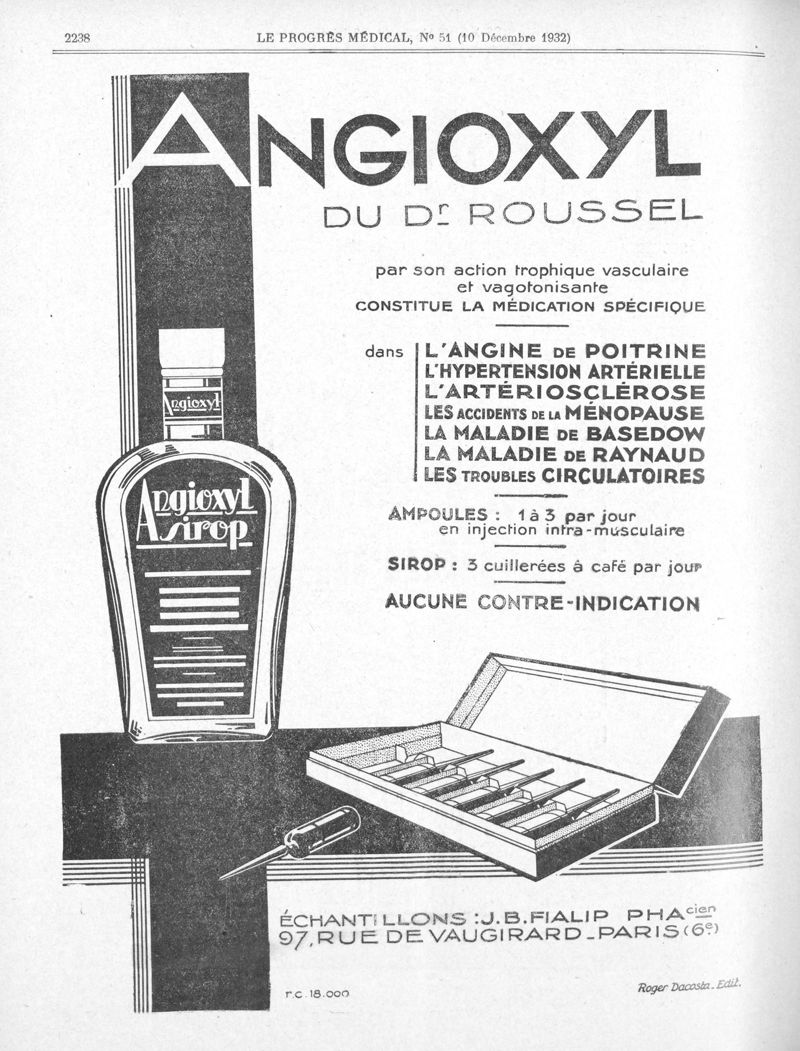 2238
LE PROGRÈS MÉDICAL, Nº 51 (10 Décembre 1932)
ANGIOXYL
DU Dr ROUSSEL
par son action trophique vasculaire
et vagotonisante
CONSTITUE LA MÉDICATION SPÉCIFIQUE
dans
L'ANGINE DE POITRINE
L'HYPERTENSION ARTÉRIELLE
L'ARTÉRIOSCLÉROSE
LES ACCIDENTS DE LA MÉNOPAUSE
LA MALADIE DE BASEDOW
LA MALADIE DE RAYNAUD
LES TROUBLES CIRCULATOIRES
Angioxyl
Angioxyl
sirop
AMPOULES : 1 à 3 par jour
en injection intra-musculaire
SIROP : 3 cuillerées à café par jour
AUCUNE CONTRE-INDICATION
ÉCHANTILLONS : J.B. FIALIP PHAcien
97, RUE DE VAUGIRARD_PARIS (6e)
r.c. 18.000
Roger Dacosta. Edit.